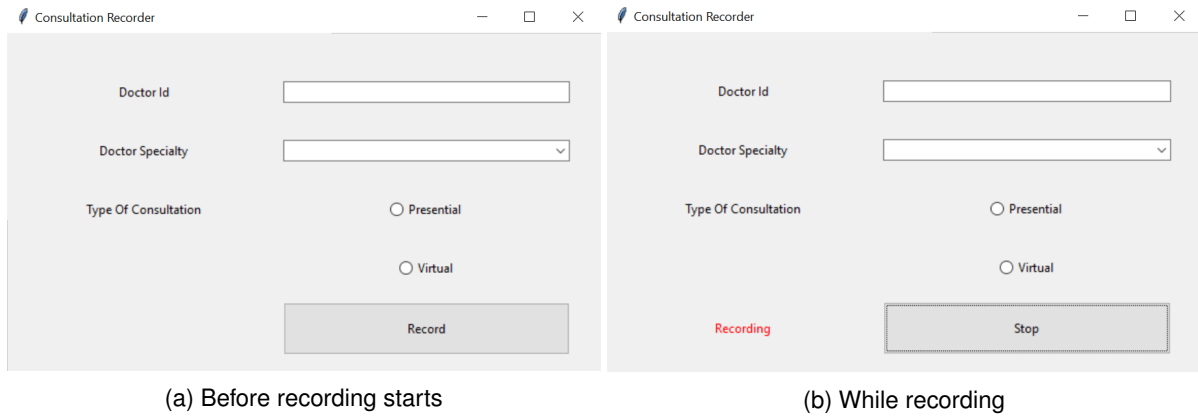 Consultation Recorder
Doctor Id
Doctor Specialty
Type Of Consultation
Presential
Virtual
Record
(a) Before recording starts
Consultation Recorder
Doctor Id
Doctor Specialty
Type Of Consultation
Presential
Virtual
Recording
Stop
(b) While recording